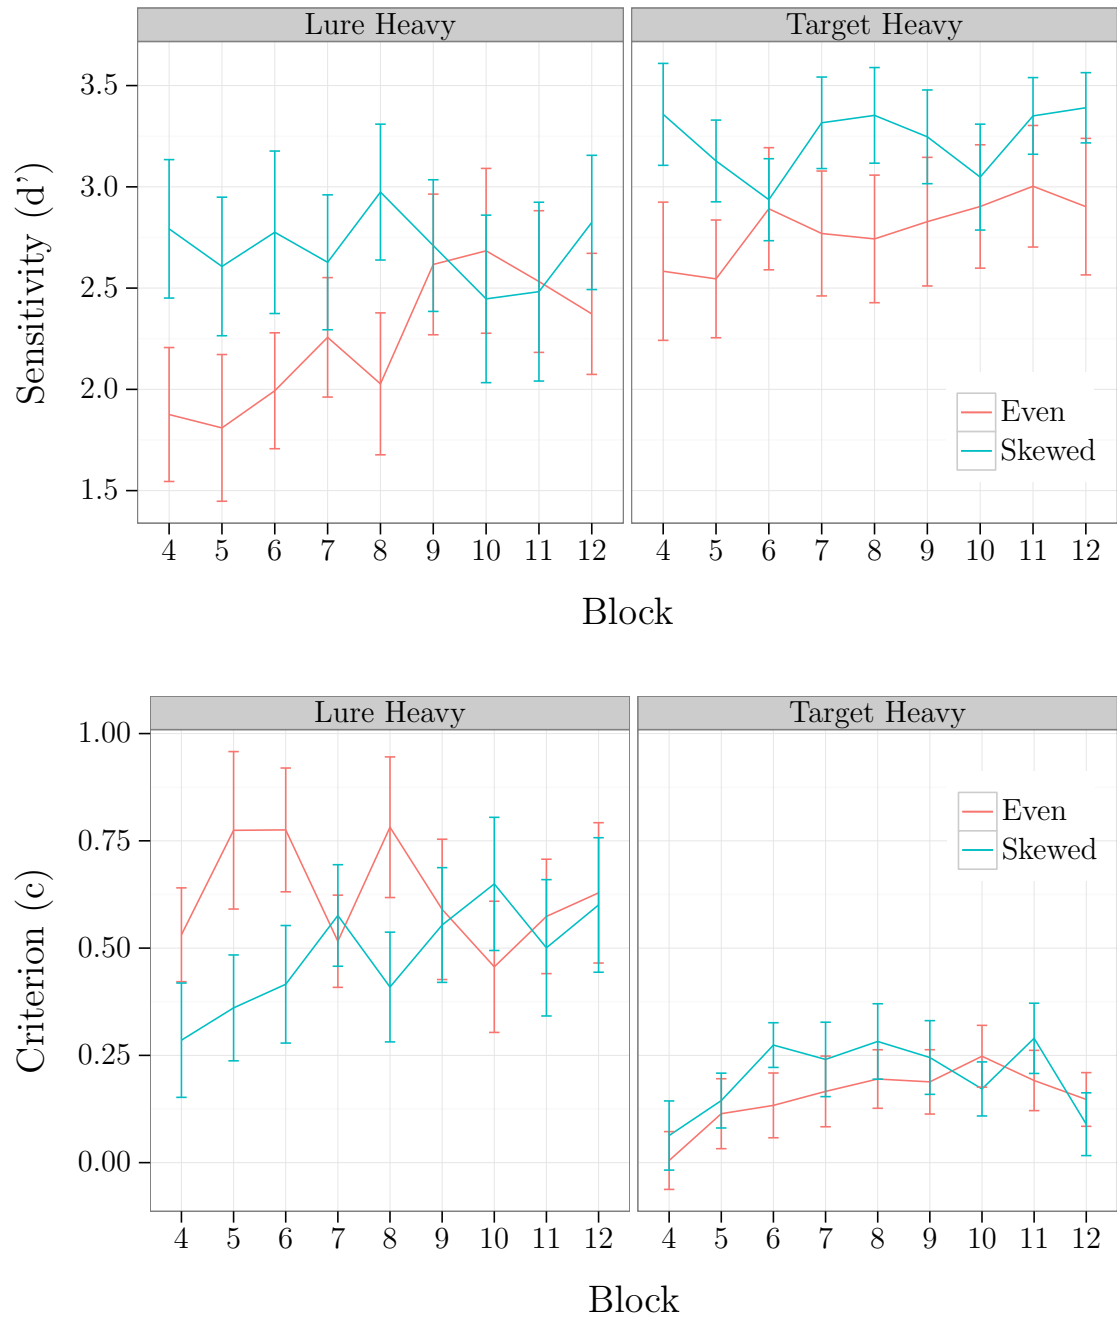 Lure Heavy Target Heavy
3.5
3.0
2.5
2.0
1.5
Sensitivity (d')
Even
Skewed
4 5 6 7 8 9 10 11 12 4 5 6 7 8 9 10 11 12
Block
Lure Heavy Target Heavy
1.00
0.75
0.50
0.25
0.00
Criterion (c)
Even
Skewed
4 5 6 7 8 9 10 11 12 4 5 6 7 8 9 10 11 12
Block